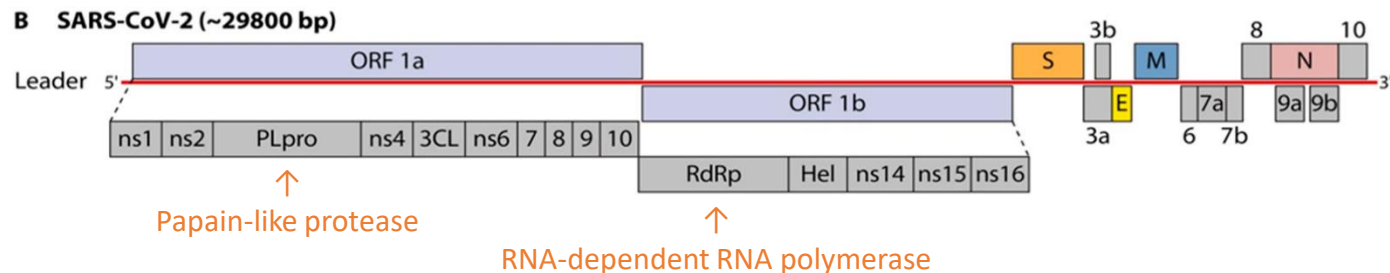 B SARS-CoV-2 (~29800 bp)
3b 8 10
ORF 1a S M N
Leader 5' 3'
ORF 1b E 7a 9a 9b
3a 6 7b
ns1 ns2 PLpro ns4 3CL ns6 7 8 9 10
RdRp Hel ns14 ns15 ns16
Papain-like protease
RNA-dependent RNA polymerase